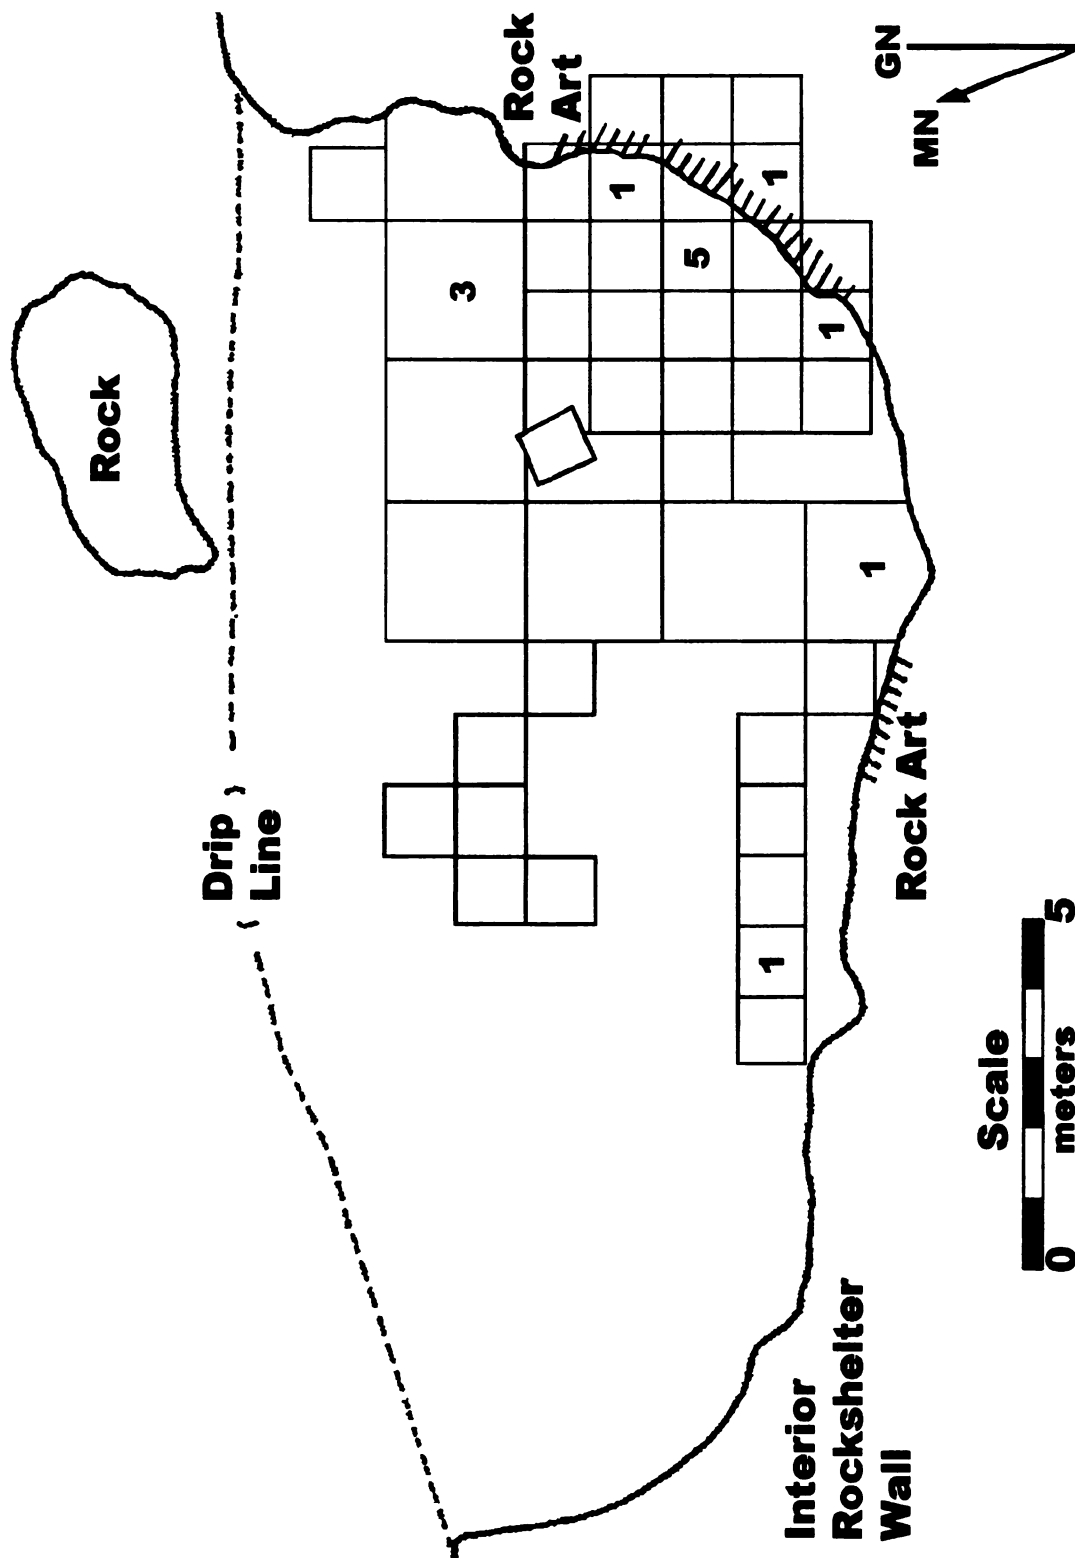 Rock
Drip
Line
Rock
Art
GN
MN
3
1
5
1
1
1
1
Rock Art
Interior
Rockshelter
Wall
Scale
0 5
meters